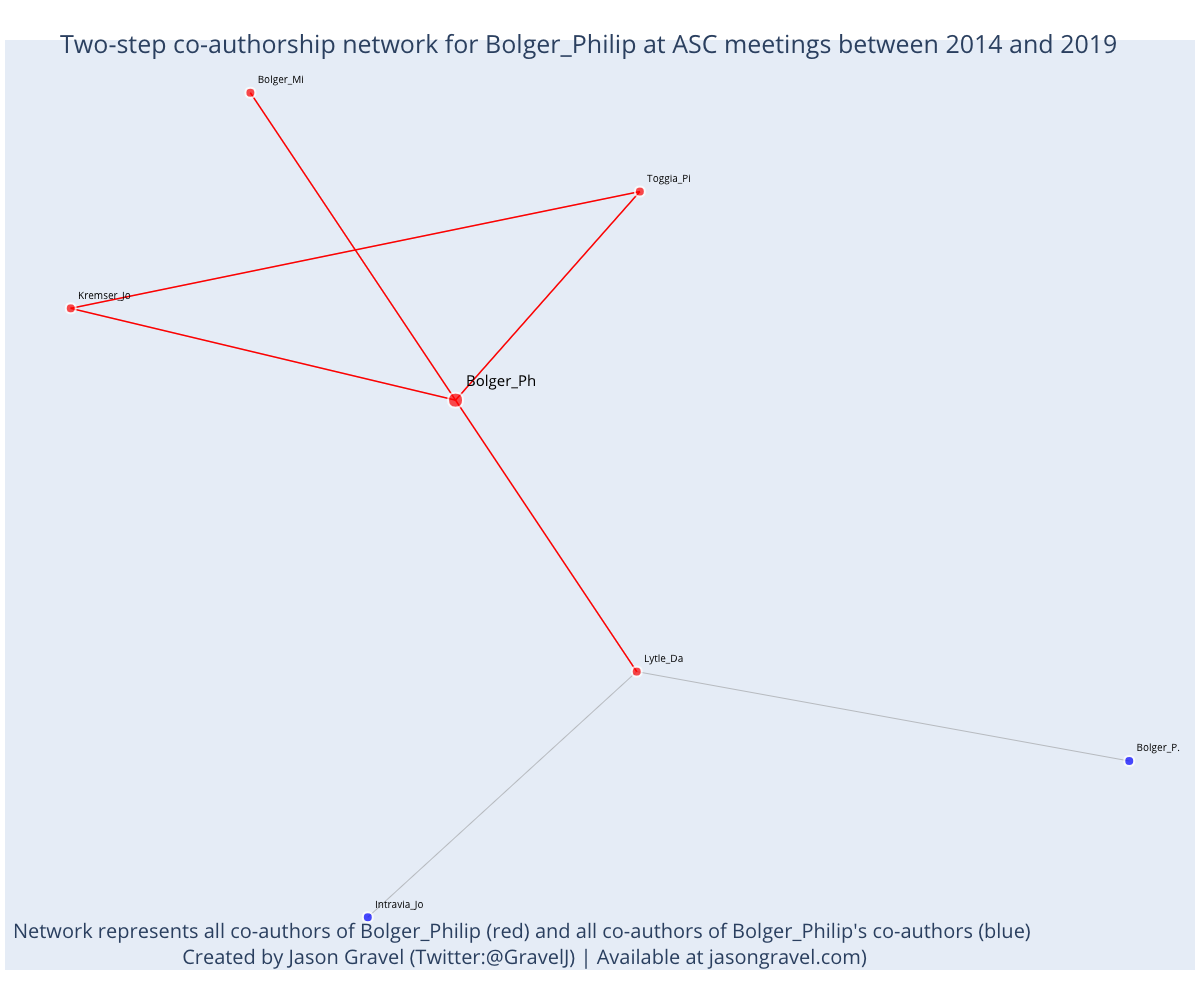 Two-step co-authorship network for Bolger_Philip at ASC meetings between 2014 and 2019
Bolger_Mi
Toggia_Pi
Kremser_Jo
Bolger_Ph
Lytle_Da
Bolger_P.
Intravia_Jo
Network represents all co-authors of Bolger_Philip (red) and all co-authors of Bolger_Philip's co-authors (blue)
Created by Jason Gravel (Twitter:@GravelJ) | Available at jasongravel.com)